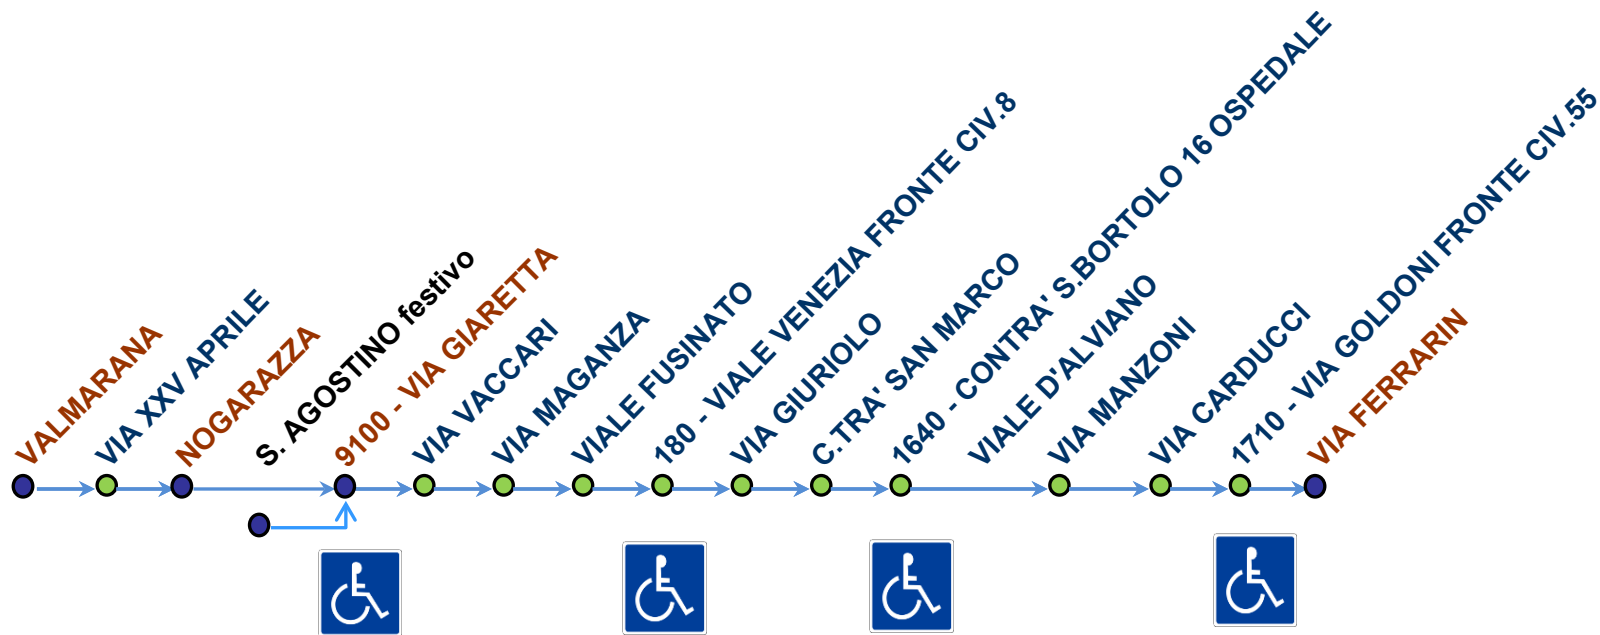 VALMARANA
VIA XXV APRILE
NOGARAZZA
S. AGOSTINO festivo
9100 - VIA GIARETTA
VIA VACCARI
VIA MAGANZA
VIALE FUSINATO
180 - VIALE VENEZIA FRONTE CIV.8
VIA GIURIOLO
C.TRA' SAN MARCO
1640 - CONTRA' S.BORTOLO 16 OSPEDALE
VIALE D'ALVIANO
VIA MANZONI
VIA CARDUCCI
1710 - VIA GOLDONI FRONTE CIV.55
VIA FERRARIN